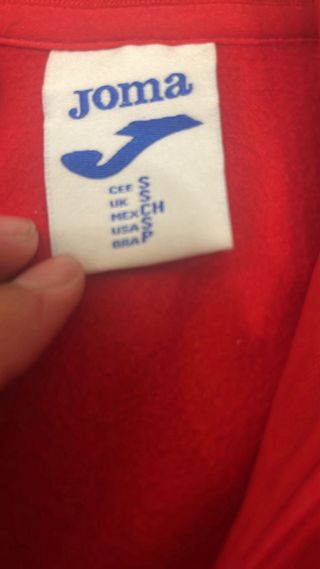 Joma
CEE S
UK S
MEX CH
USA S
BRA P